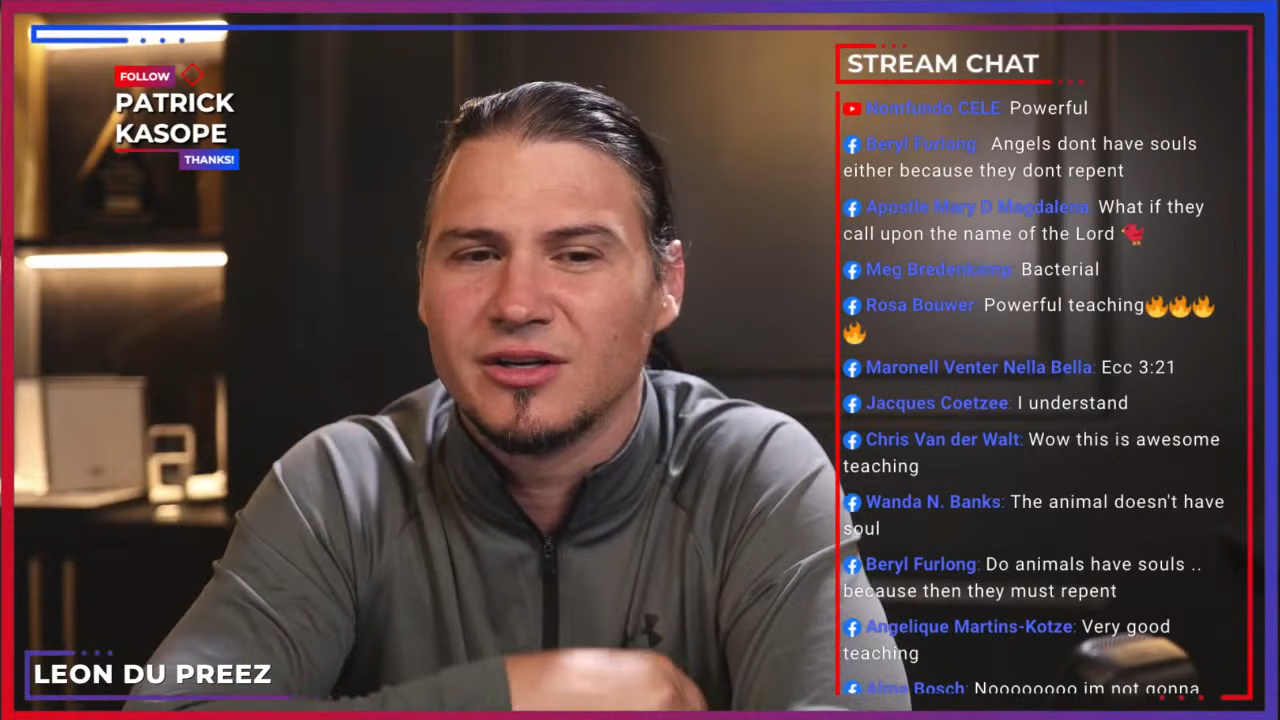 FOLLOW
PATRICK
KASOPE
THANKS!
STREAM CHAT
Nomfundo CELE: Powerful
Beryl Furlong: Angels dont have souls
either because they dont repent
Apostle Mary D Magdalena: What if they
call upon the name of the Lord
Meg Bredenkamp: Bacterial
Rosa Bouwer: Powerful teaching🔥🔥🔥
🔥
Maronell Venter Nella Bella: Ecc 3:21
Jacques Coetzee: I understand
Chris Van der Walt: Wow this is awesome
teaching
Wanda N. Banks: The animal doesn't have
soul
Beryl Furlong: Do animals have souls ..
because then they must repent
Angelique Martins-Kotze: Very good
teaching
Alma Bosch: Noooooooo im not gonna
LEON DU PREEZ